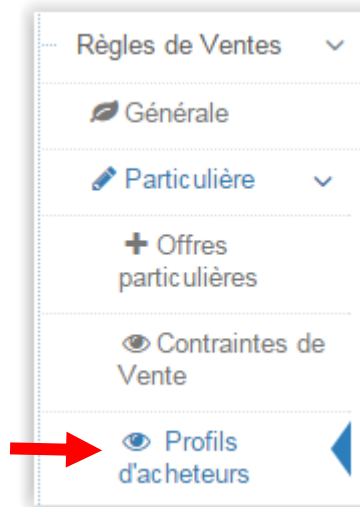 Règles de Ventes
Générale
Particulière
Offres
particulières
Contraintes de
Vente
Profils
d'acheteurs